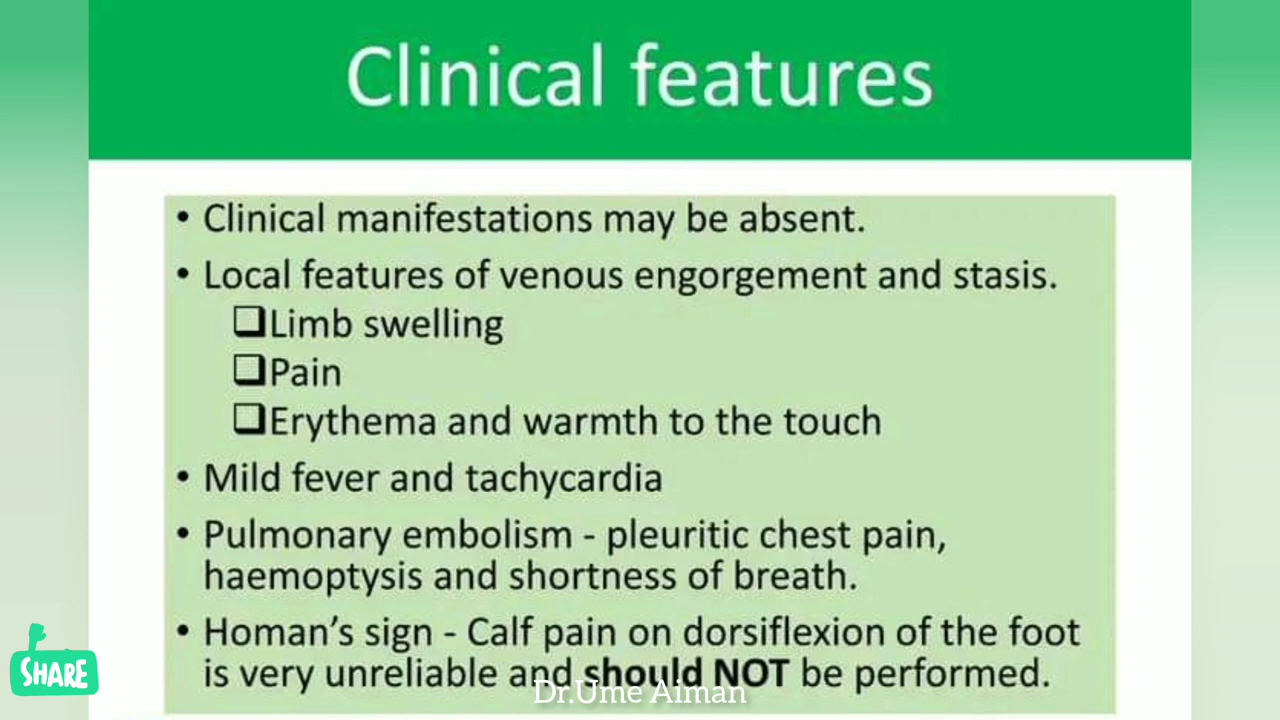 Clinical features
• Clinical manifestations may be absent.
• Local features of venous engorgement and stasis.
❑Limb swelling
❑Pain
❑Erythema and warmth to the touch
• Mild fever and tachycardia
• Pulmonary embolism - pleuritic chest pain,
haemoptysis and shortness of breath.
• Homan’s sign - Calf pain on dorsiflexion of the foot
is very unreliable and should NOT be performed.
SHARE
Dr.Ume Aiman